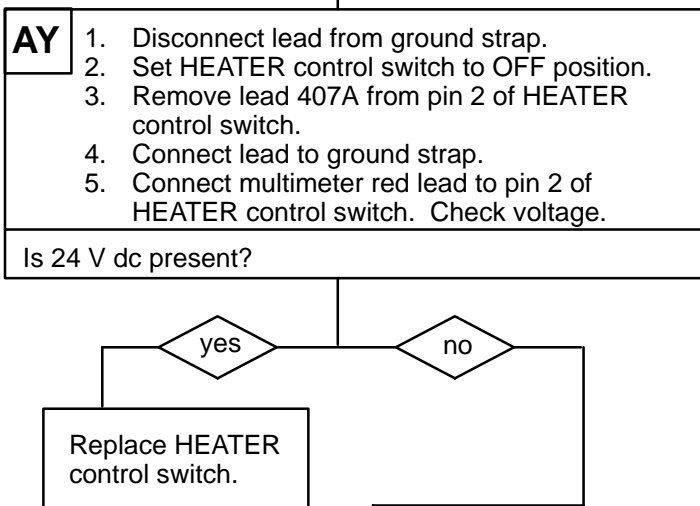 AY
1. Disconnect lead from ground strap.
2. Set HEATER control switch to OFF position.
3. Remove lead 407A from pin 2 of HEATER
control switch.
4. Connect lead to ground strap.
5. Connect multimeter red lead to pin 2 of
HEATER control switch. Check voltage.
Is 24 V dc present?
yes
no
Replace HEATER
control switch.